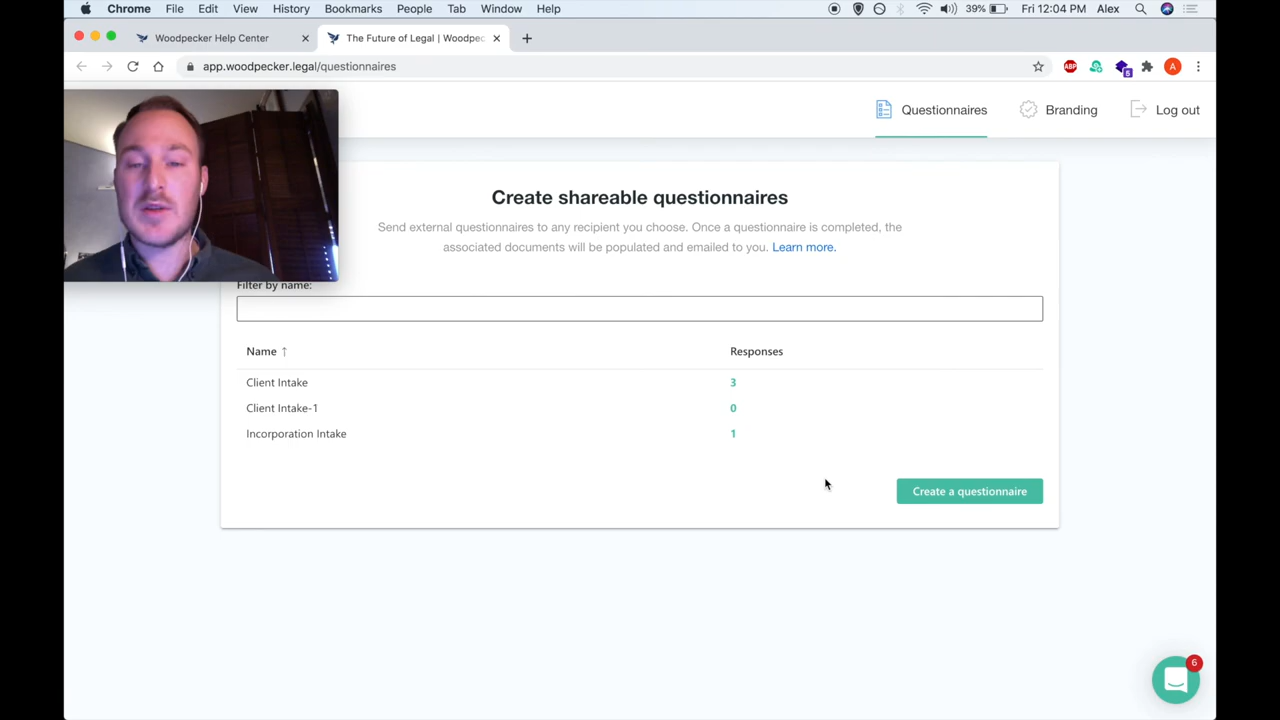 Chrome File Edit View History Bookmarks People Tab Window Help 39% Fri 12:04 PM Alex
Woodpecker Help Center
The Future of Legal | Woodpec
app.woodpecker.legal/questionnaires
ABP
5
A
Questionnaires
Branding
Log out
Create shareable questionnaires
Send external questionnaires to any recipient you choose. Once a questionnaire is completed, the
associated documents will be populated and emailed to you. Learn more.
Filter by name:
Name ↑ Responses
Client Intake 3
Client Intake-1 0
Incorporation Intake 1
Create a questionnaire
6